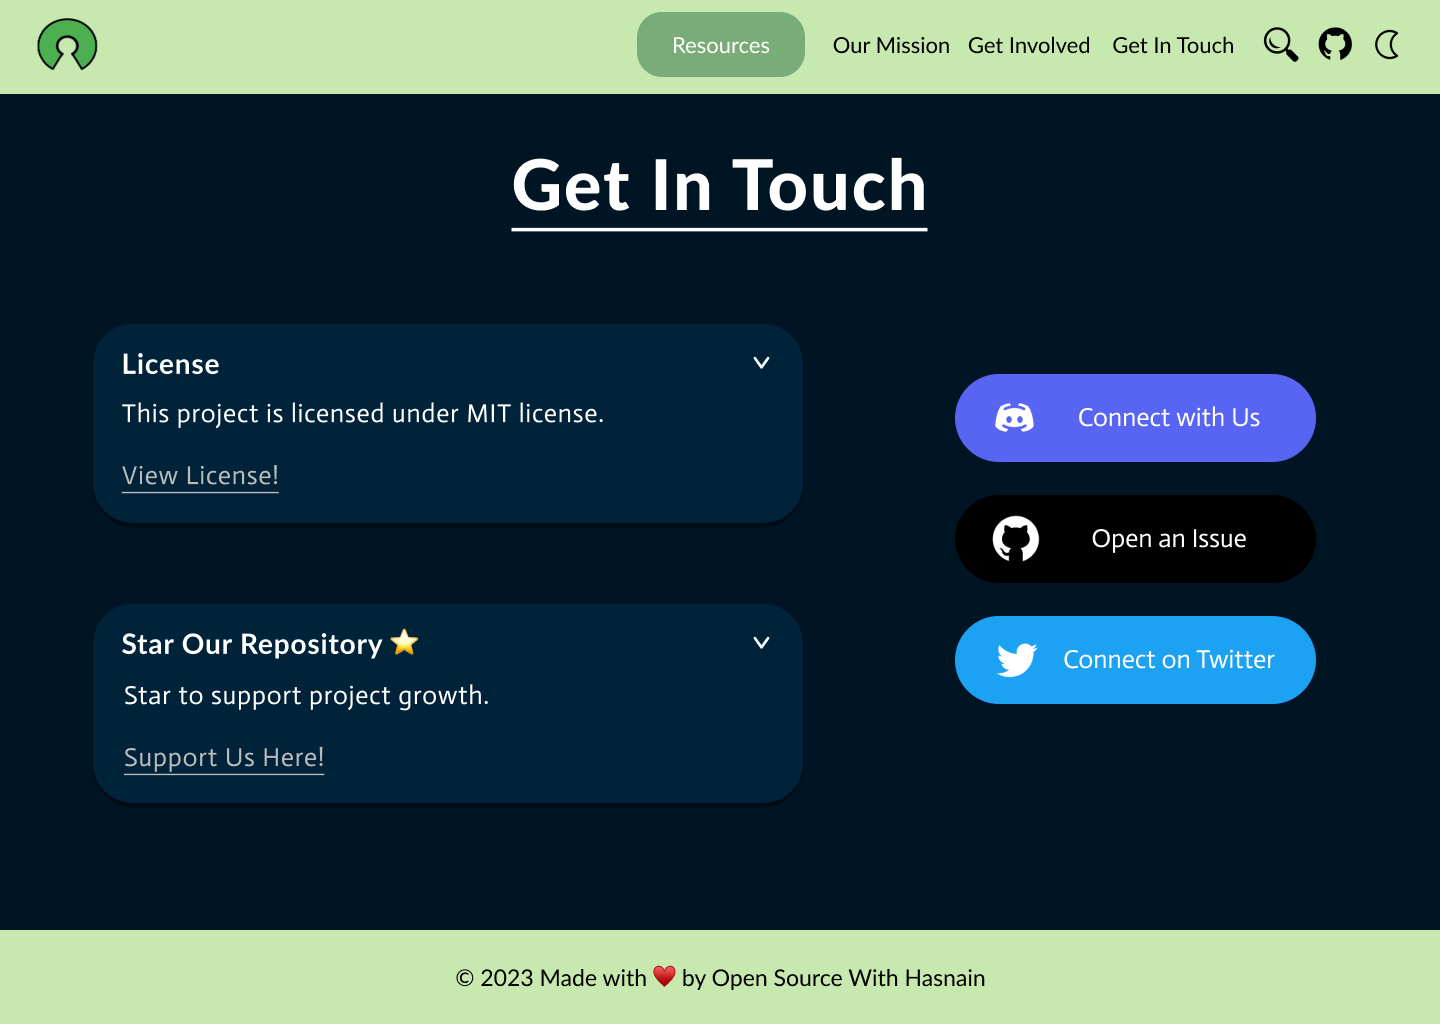 Resources
Our Mission
Get Involved
Get In Touch
Get In Touch
License
This project is licensed under MIT license.
View License!
Star Our Repository ⭐
Star to support project growth.
Support Us Here!
Connect with Us
Open an Issue
Connect on Twitter
© 2023 Made with ♥ by Open Source With Hasnain